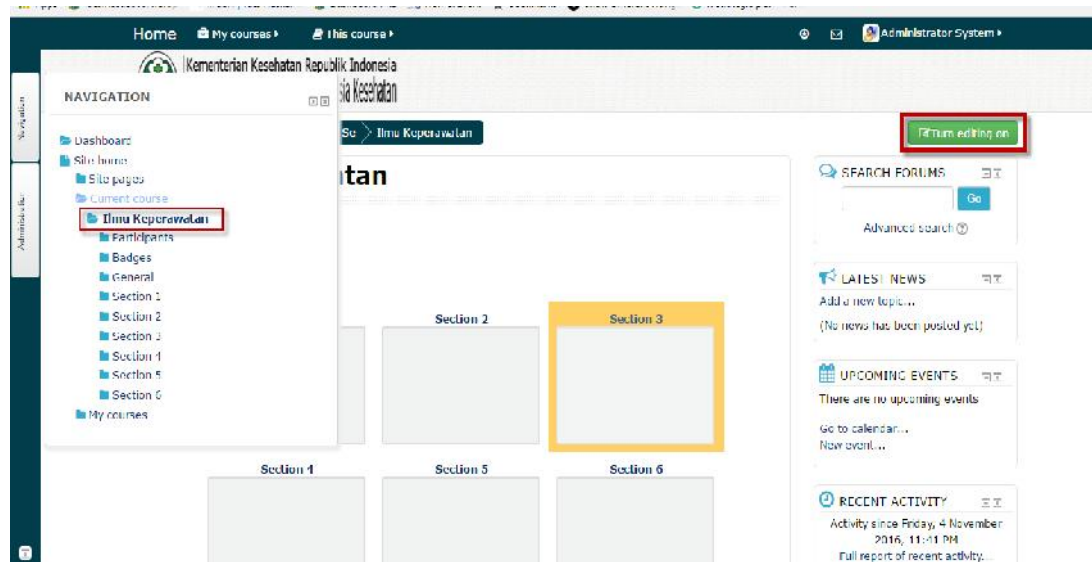 Home My courses This course Administrator System
Kementerian Kesehatan Republik Indonesia
sia Kesehatan
Navigation
Administration
NAVIGATION
Dashboard
Site home
Site pages
Current course
Ilmu Keperawatan
Participants
Badges
General
Section 1
Section 2
Section 3
Section 4
Section 5
Section 6
My courses
Ilmu Keperawatan
Turn editing on
tan
Section 2
Section 3
Section 4
Section 5
Section 6
SEARCH FORUMS
Go
Advanced search
LATEST NEWS
Add a new topic...
(No news has been posted yet)
UPCOMING EVENTS
There are no upcoming events
Go to calendar...
New event...
RECENT ACTIVITY
Activity since Friday, 4 November
2016, 11:41 PM
Full report of recent activity...